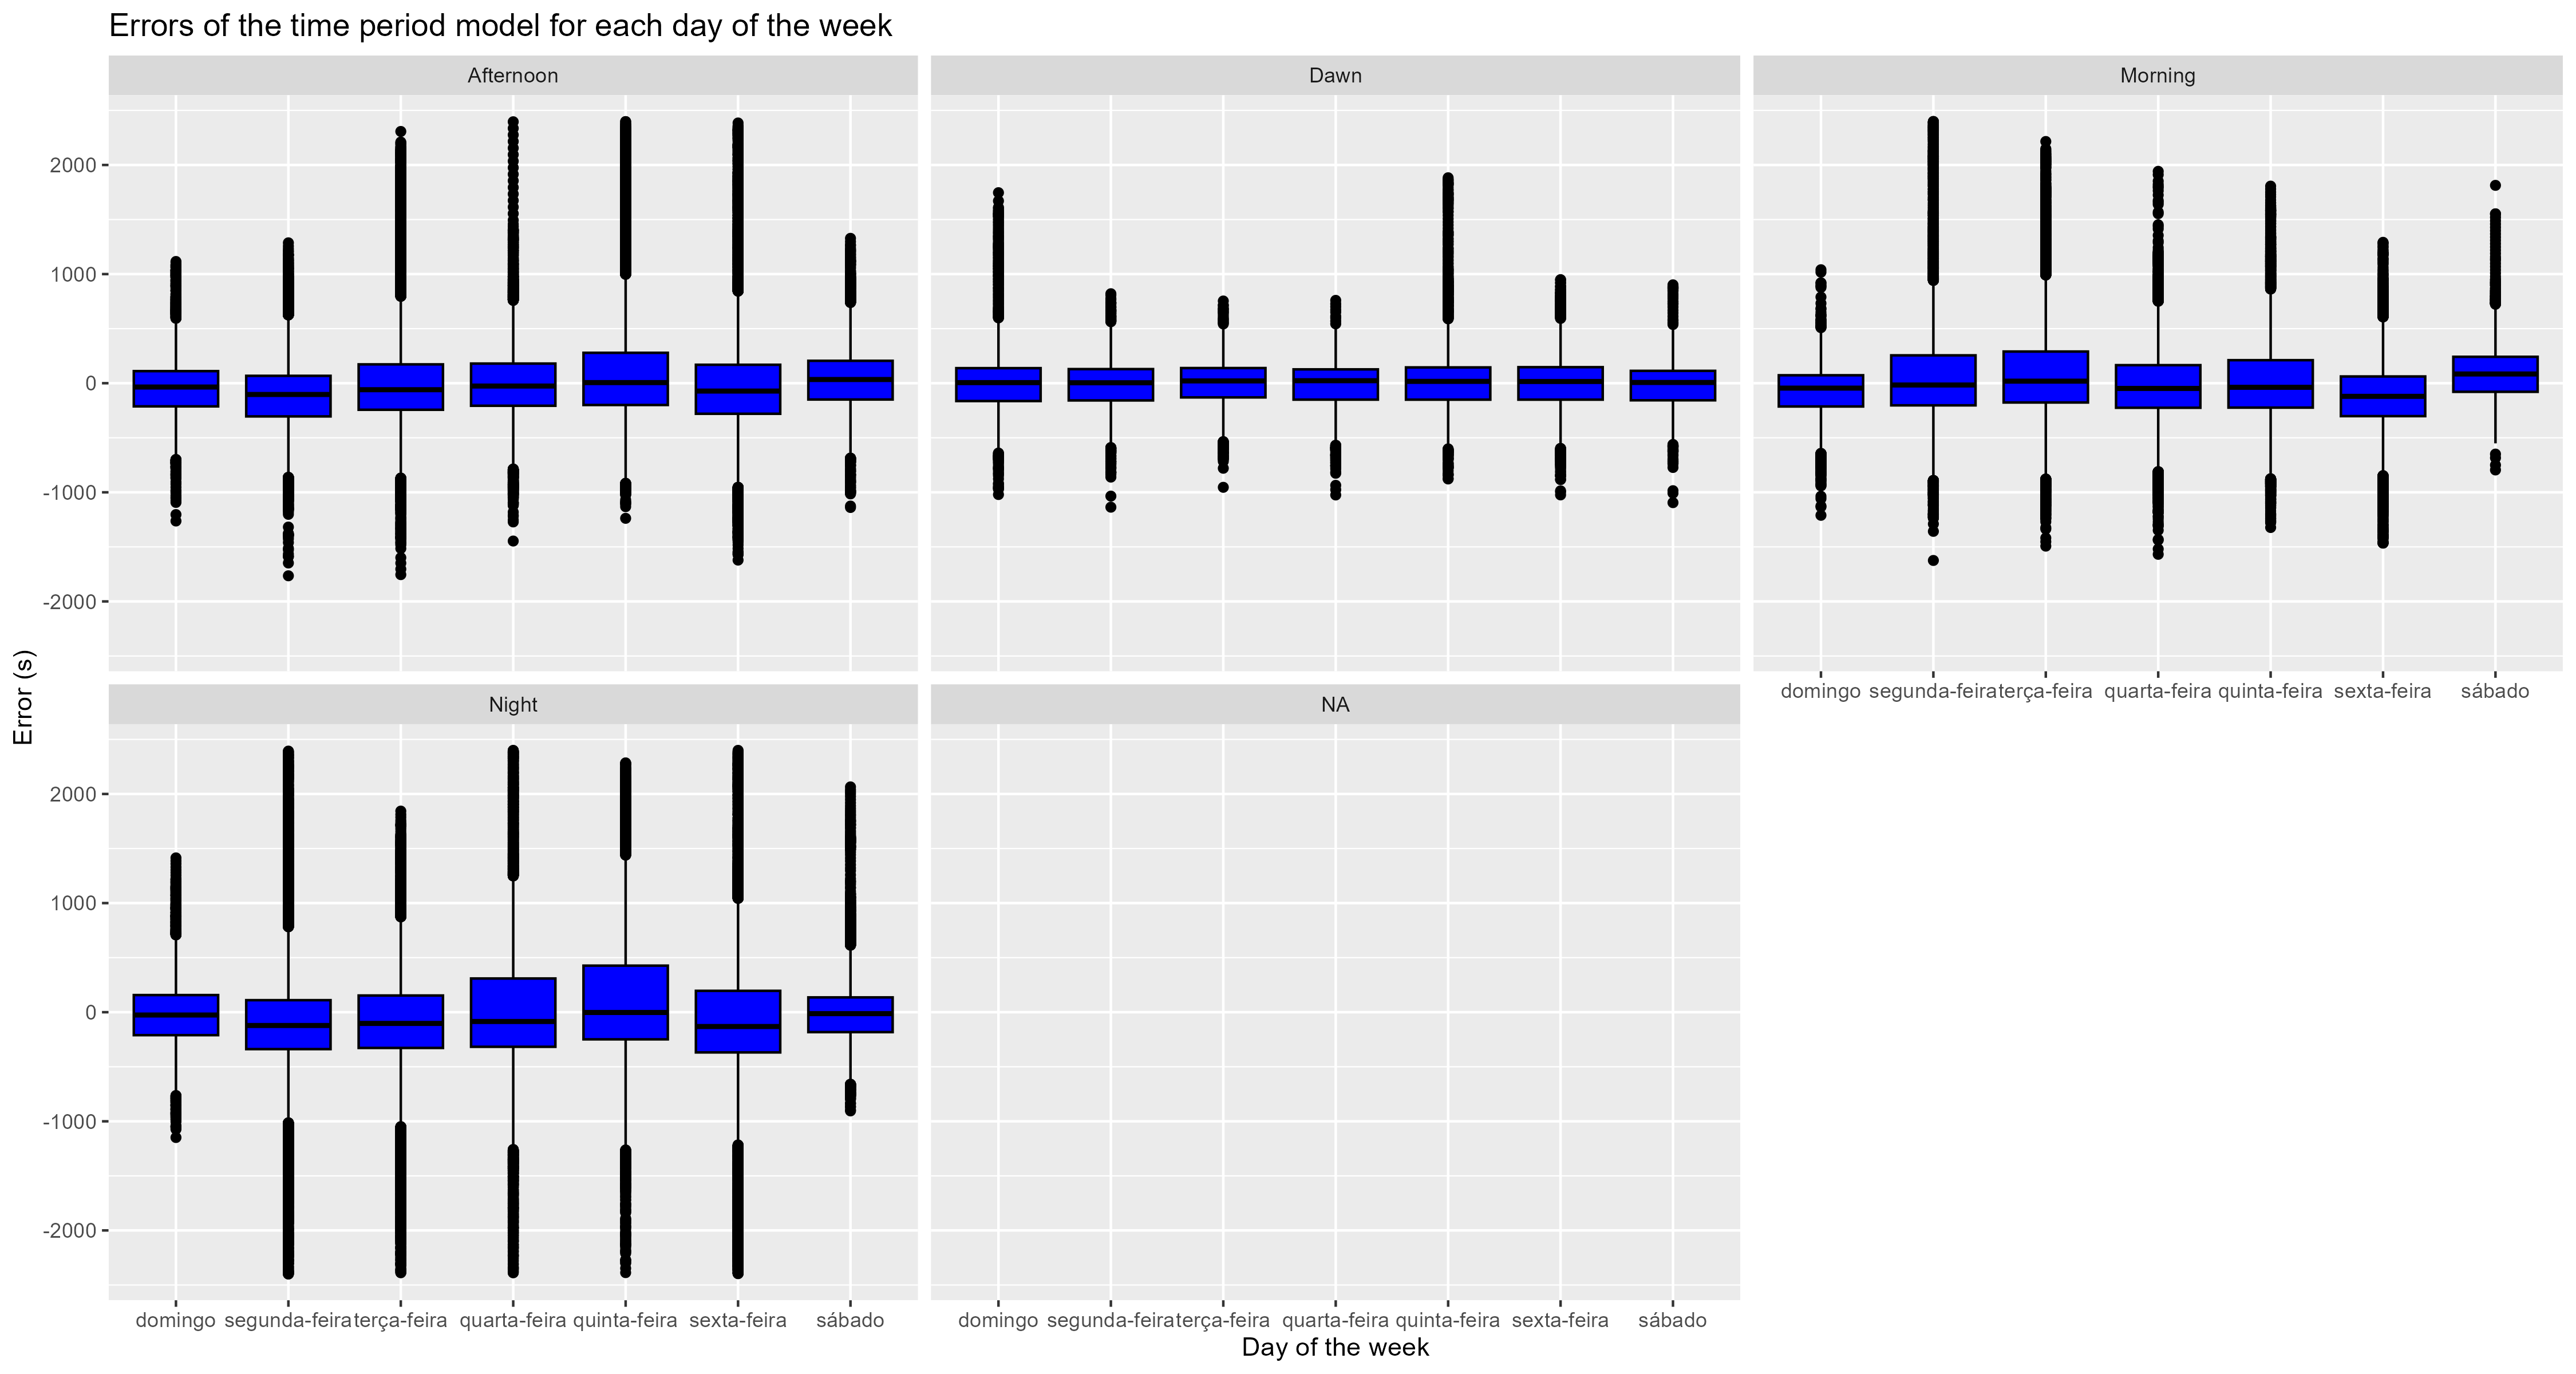 Errors of the time period model for each day of the week
Afternoon
Dawn
Morning
2000
1000
0
-1000
-2000
domingo segunda-feira terça-feira quarta-feira quinta-feira sexta-feira sábado
Error (s)
Night
NA
2000
1000
0
-1000
-2000
domingo segunda-feira terça-feira quarta-feira quinta-feira sexta-feira sábado
domingo segunda-feira terça-feira quarta-feira quinta-feira sexta-feira sábado
Day of the week